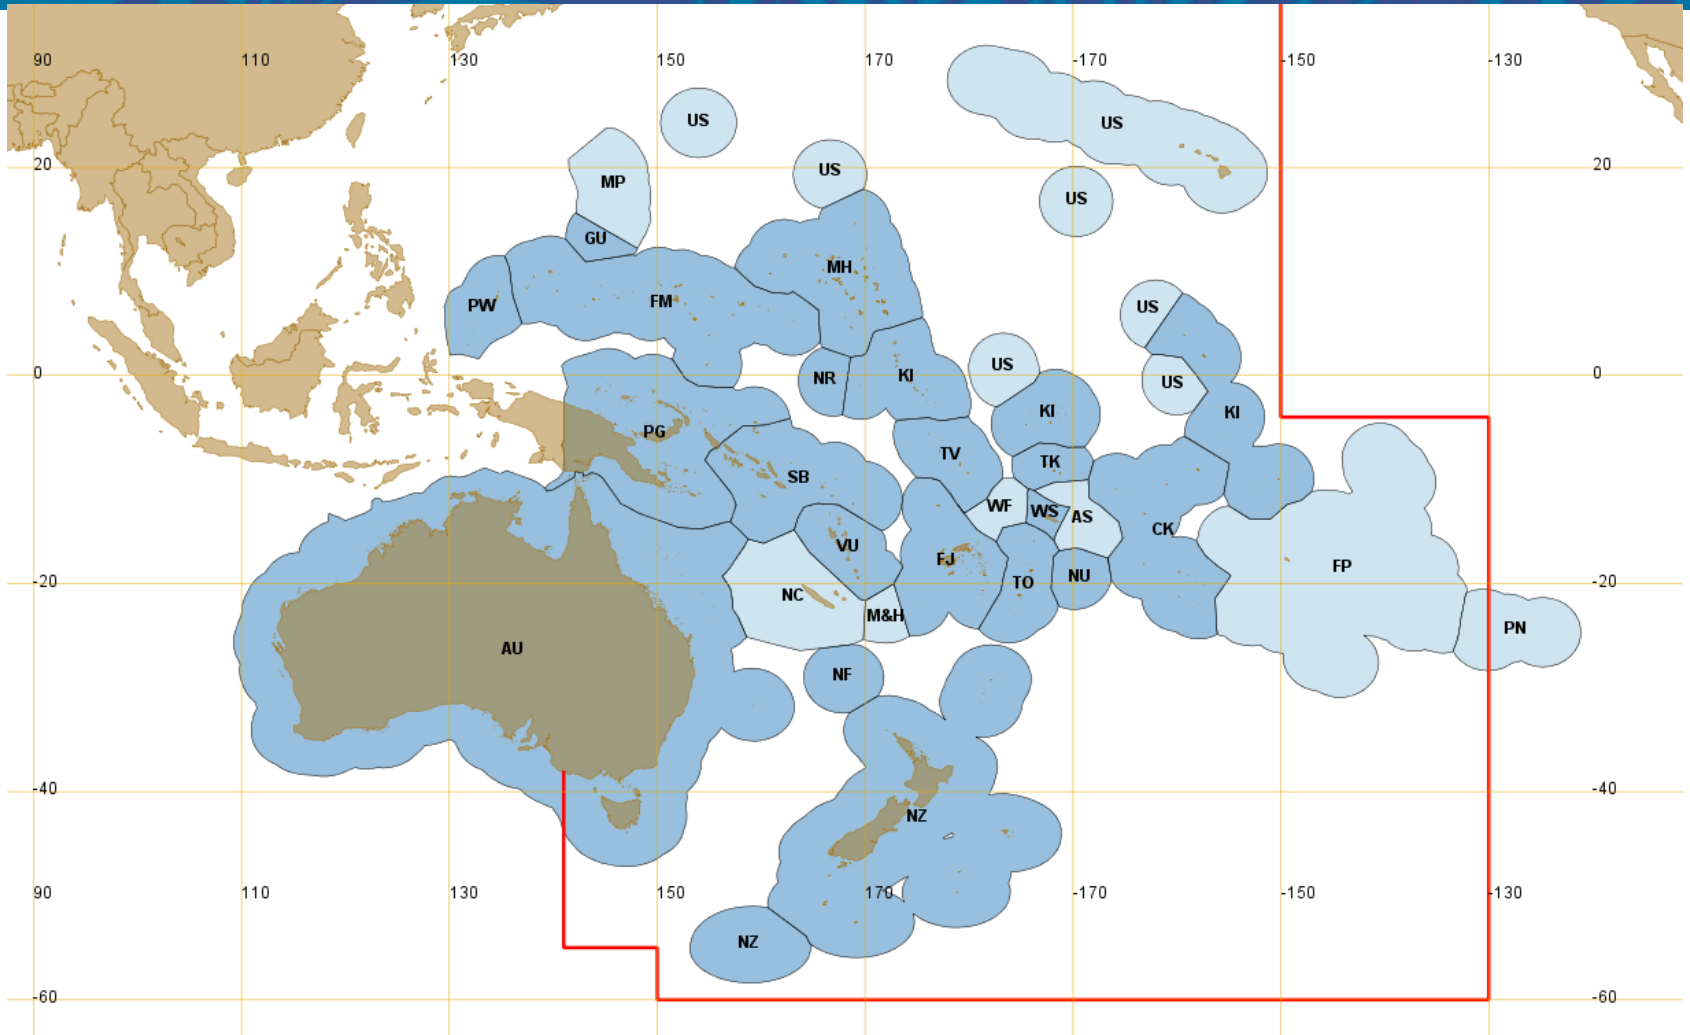 90 110 130 150 170 -170 -150 -130
US US
20 US 20
MP US
GU
MH
PW FM US
0 US US 0
NR KI KI KI
PG
TV TK
SB
WF WS AS
CK
VU FJ FP
-20 NC TO NU -20
M&H PN
AU
NF
-40 -40
NZ
90 110 130 150 170 -170 -150 -130
NZ
-60 -60